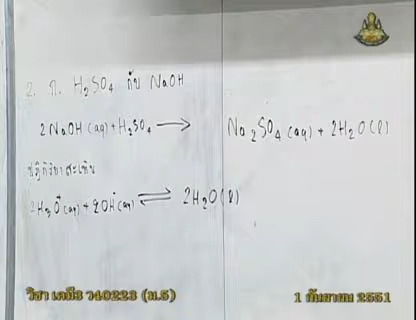 2. ก. H₂SO₄ กับ NaOH
2NaOH(aq) + H₂SO₄ ⟶ Na₂SO₄(aq) + 2H₂O(l)
ปฏิกิริยาสะเทิน
2H₃O⁺(aq) + 2OH⁻(aq) ⇌ 2H₂O(l)
วิชา เคมี3 ว40223 (ม.5)
1 กันยายน 2551